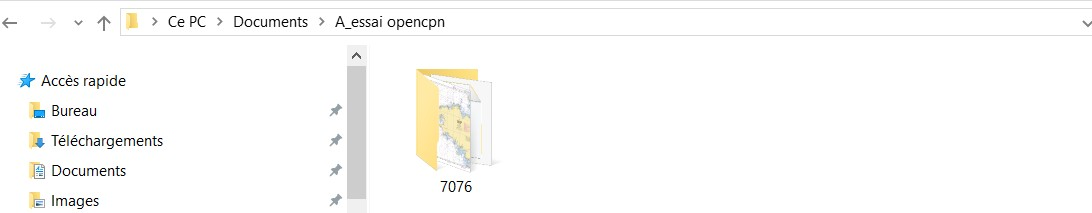 Ce PC > Documents > A_essai opencpn
Accès rapide
Bureau
Téléchargements
Documents
Images
7076